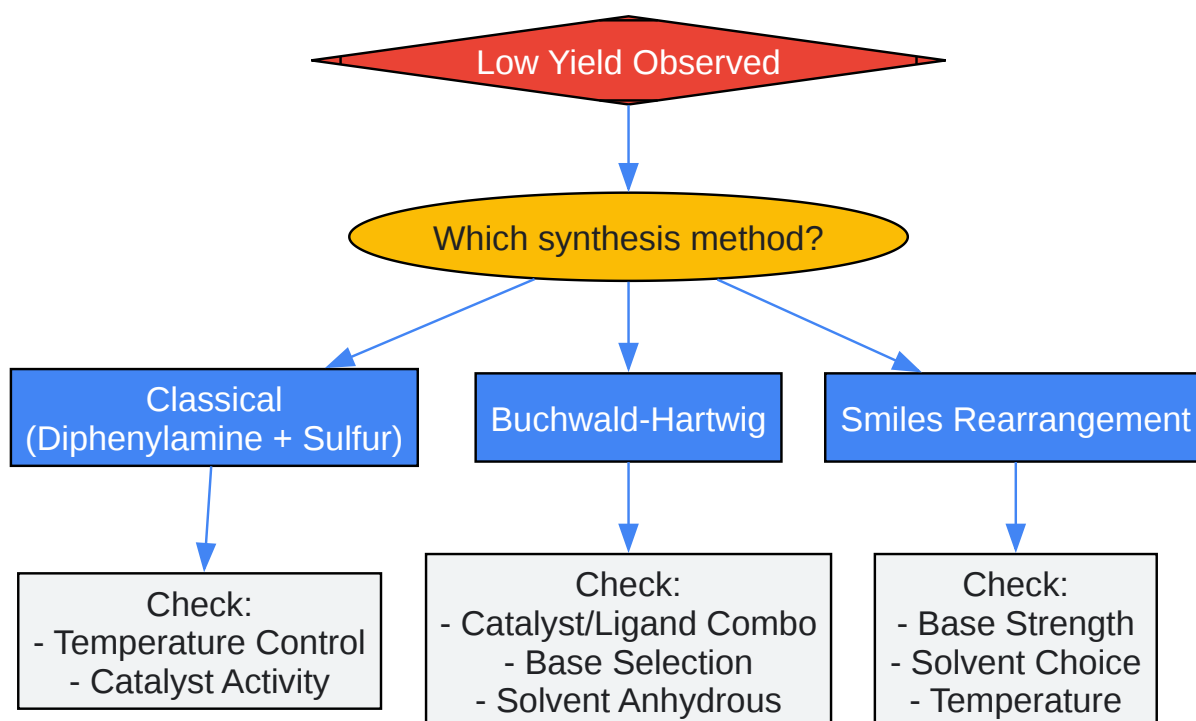 Low Yield Observed
Which synthesis method?
Classical
(Diphenylamine + Sulfur)
Buchwald-Hartwig
Smiles Rearrangement
Check:
- Temperature Control
- Catalyst Activity
Check:
- Catalyst/Ligand Combo
- Base Selection
- Solvent Anhydrous
Check:
- Base Strength
- Solvent Choice
- Temperature